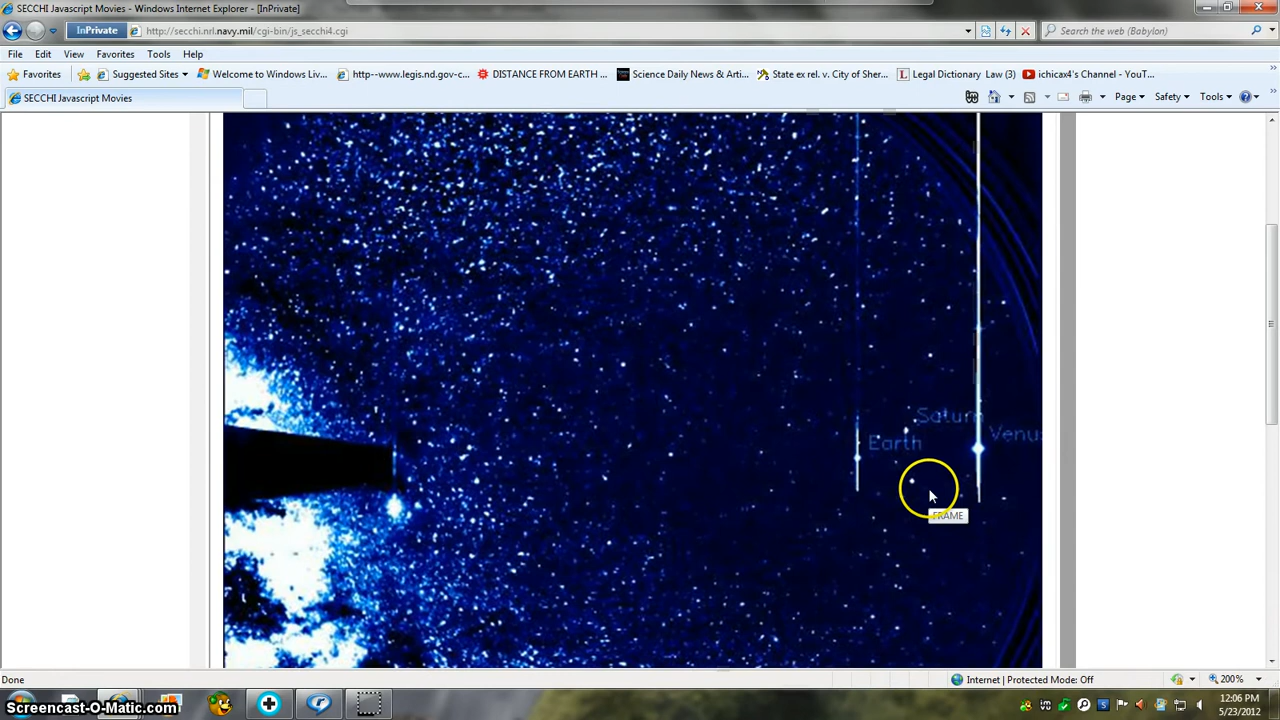 SECCHI Javascript Movies - Windows Internet Explorer - [InPrivate]
InPrivate http://secchi.nrl.navy.mil/cgi-bin/js_secchi4.cgi Search the web (Babylon)
File Edit View Favorites Tools Help
Favorites Suggested Sites Welcome to Windows Liv... http--www.legis.nd.gov-c... DISTANCE FROM EARTH ... Science Daily News & Arti... State ex rel. v. City of Sher... Legal Dictionary Law (3) ichicax4's Channel - YouT...
SECCHI Javascript Movies Page Safety Tools
Saturn
Venus
Earth
FRAME
Done Internet | Protected Mode: Off 200%
12:06 PM
Screencast-O-Matic.com 5/23/2012